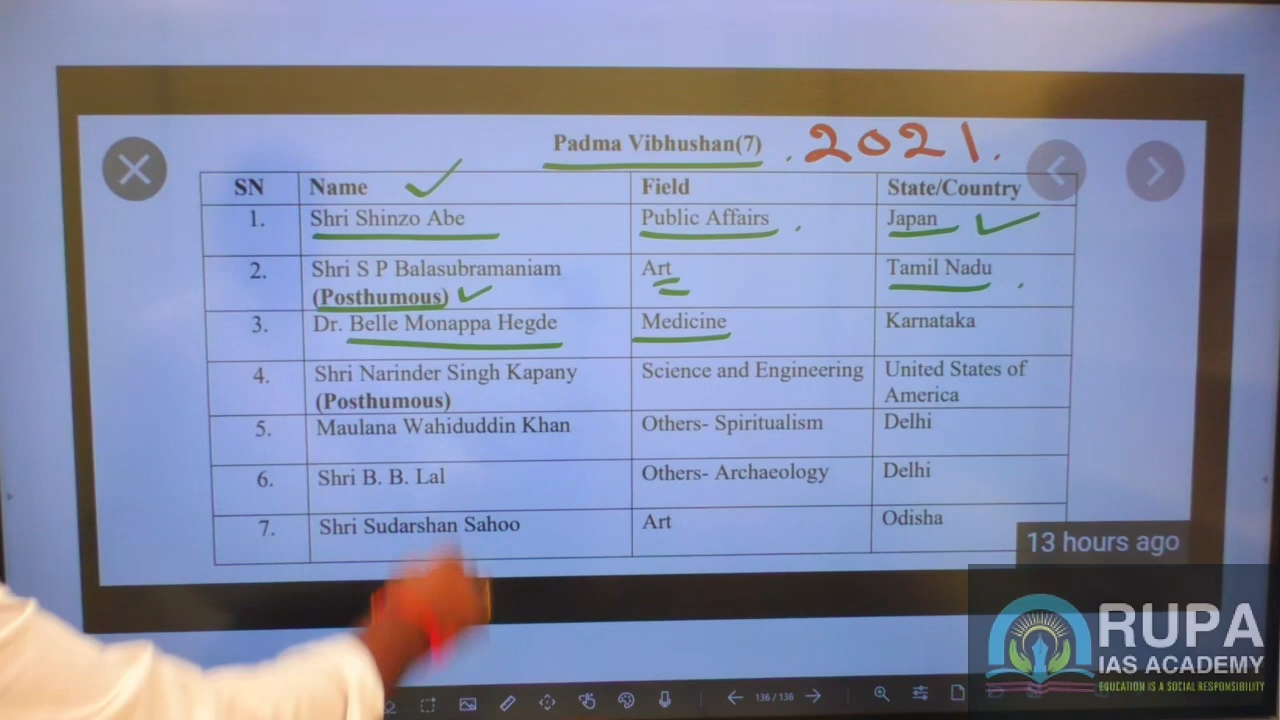 Padma Vibhushan(7) . 2021.
SN Name Field State/Country
1. Shri Shinzo Abe Public Affairs Japan
2. Shri S P Balasubramaniam Art Tamil Nadu
(Posthumous)
3. Dr. Belle Monappa Hegde Medicine Karnataka
4. Shri Narinder Singh Kapany Science and Engineering United States of
(Posthumous) America
5. Maulana Wahiduddin Khan Others- Spiritualism Delhi
6. Shri B. B. Lal Others- Archaeology Delhi
7. Shri Sudarshan Sahoo Art Odisha
13 hours ago
RUPA
IAS ACADEMY
EDUCATION IS A SOCIAL RESPONSIBILITY
136 / 136